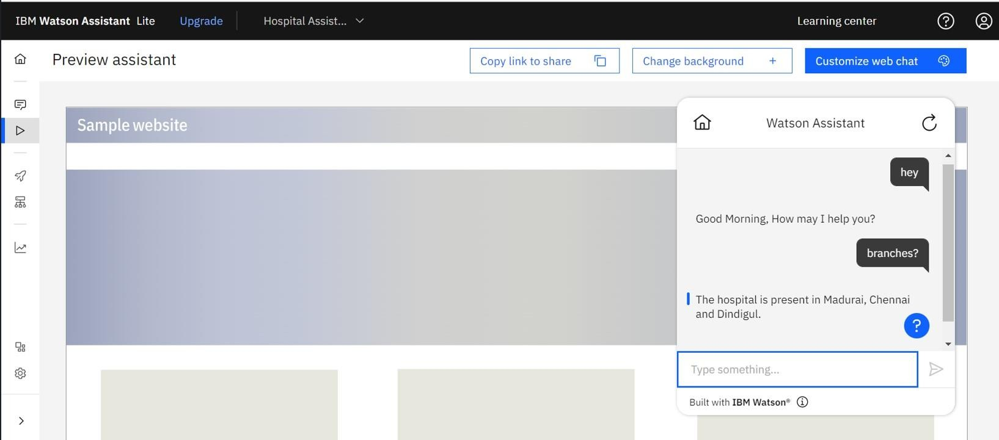 IBM Watson Assistant Lite Upgrade Hospital Assist... Learning center
Preview assistant
Copy link to share
Change background +
Customize web chat
Sample website
Watson Assistant
hey
Good Morning, How may I help you?
branches?
The hospital is present in Madurai, Chennai
and Dindigul.
?
Type something...
Built with IBM Watson®